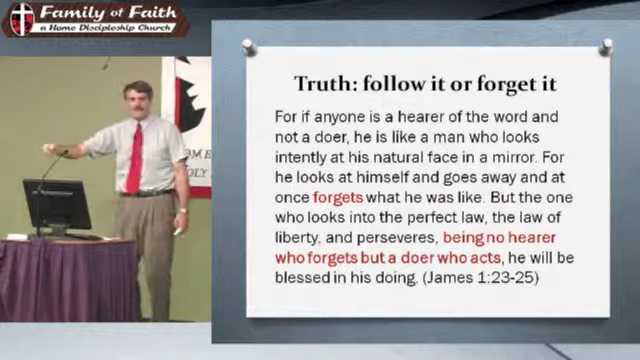 Family of Faith
a Home Discipleship Church
Truth: follow it or forget it
For if anyone is a hearer of the word and
not a doer, he is like a man who looks
intently at his natural face in a mirror. For
he looks at himself and goes away and at
once forgets what he was like. But the one
who looks into the perfect law, the law of
liberty, and perseveres, being no hearer
who forgets but a doer who acts, he will be
blessed in his doing. (James 1:23-25)